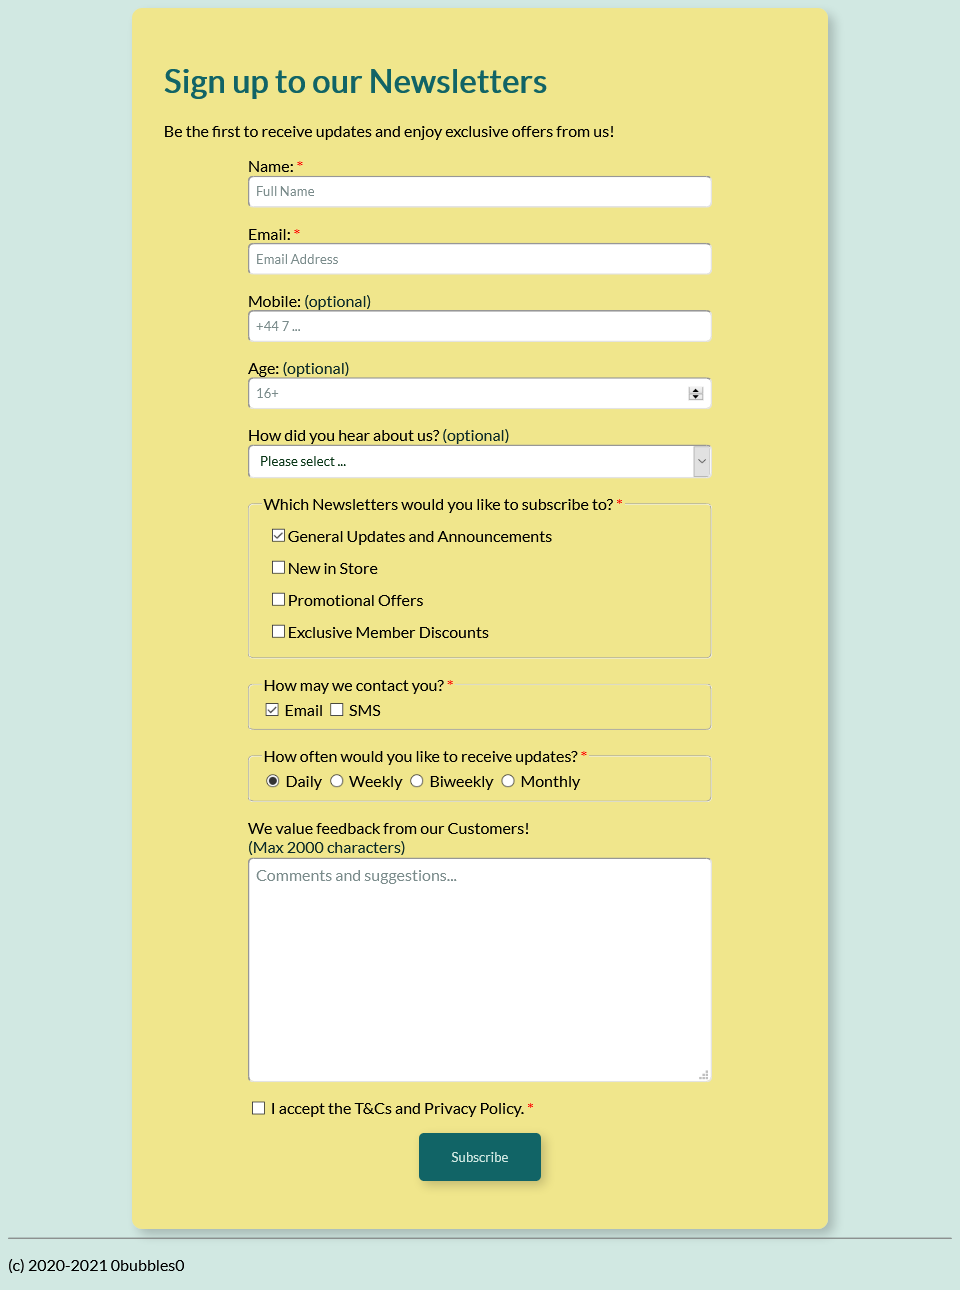 Sign up to our Newsletters
Be the first to receive updates and enjoy exclusive offers from us!
Name: *
Full Name
Email: *
Email Address
Mobile: (optional)
+44 7 ...
Age: (optional)
16+
How did you hear about us? (optional)
Please select ...
Which Newsletters would you like to subscribe to? *
General Updates and Announcements
New in Store
Promotional Offers
Exclusive Member Discounts
How may we contact you? *
Email SMS
How often would you like to receive updates? *
Daily Weekly Biweekly Monthly
We value feedback from our Customers!
(Max 2000 characters)
Comments and suggestions...
I accept the T&Cs and Privacy Policy. *
Subscribe
(c) 2020-2021 0bubbles0